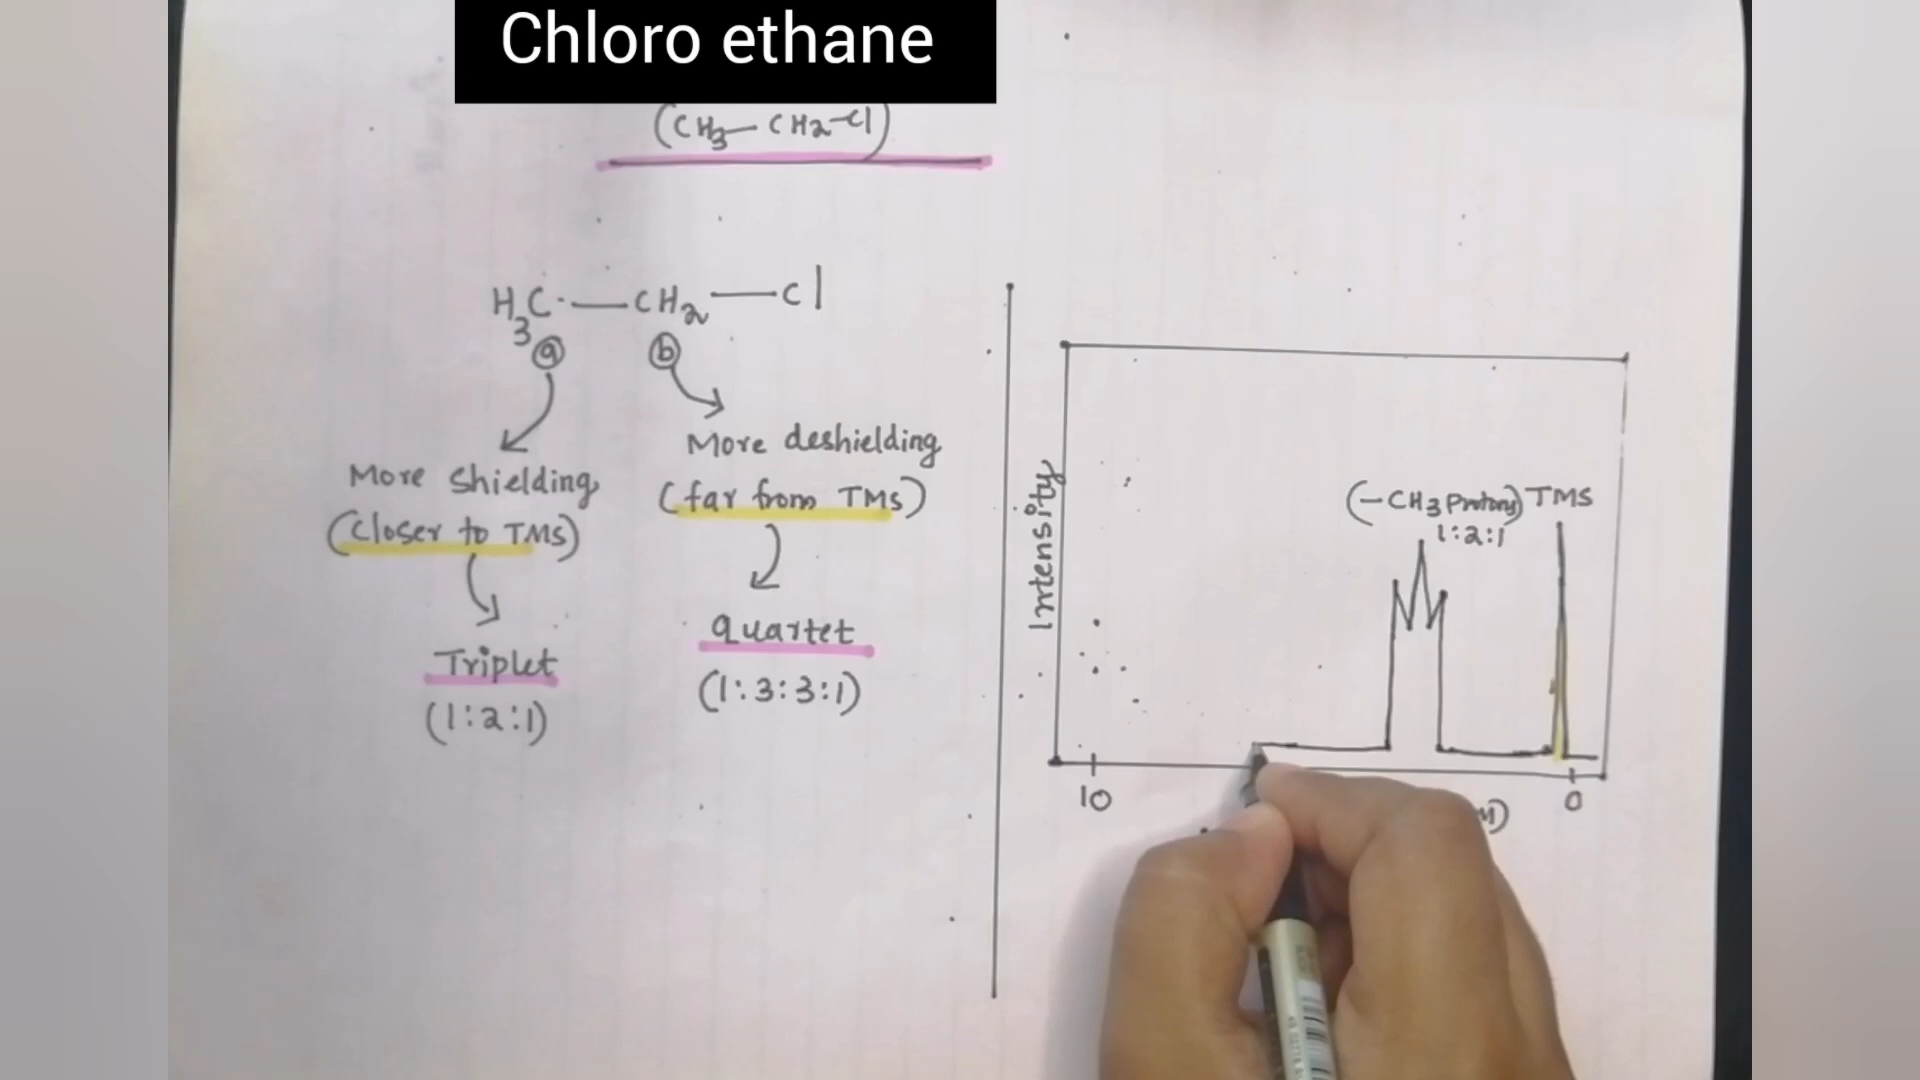 Chloro ethane
(CH3—CH2-Cl)
H3C—CH2—Cl
a b
More Shielding
(Closer to TMS)
Triplet
(1:2:1)
More deshielding
(far from TMS)
quartet
(1:3:3:1)
Intensity
(—CH3 Protons) TMS
1:2:1
10 0
M)